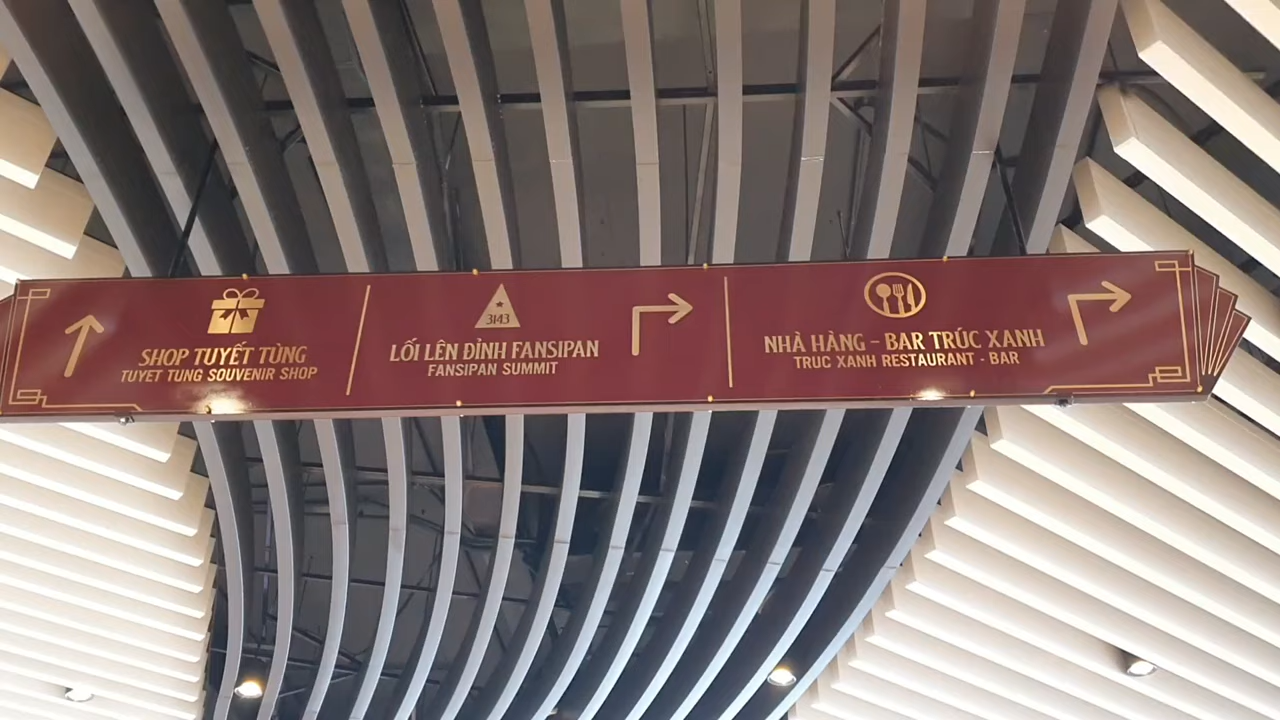 SHOP TUYẾT TÙNG
TUYET TUNG SOUVENIR SHOP
3143
LỐI LÊN ĐỈNH FANSIPAN
FANSIPAN SUMMIT
NHÀ HÀNG - BAR TRÚC XANH
TRUC XANH RESTAURANT - BAR